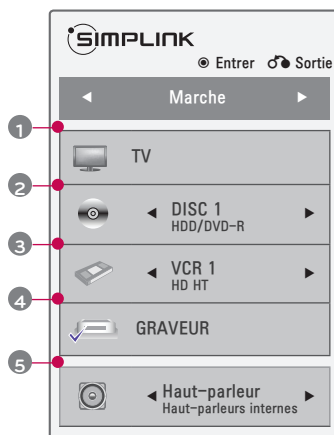 SIMPLINK
Entrer Sortie
Marche
1
TV
2
DISC 1
HDD/DVD-R
3
VCR 1
HD HT
4
GRAVEUR
5
Haut-parleur
Haut-parleurs internes